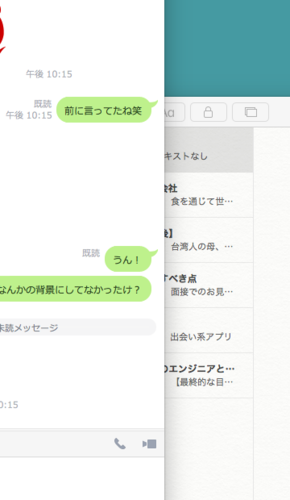 午後 10:15
既読
午後 10:15
前に言ってたね笑
既読
うん！
なんかの背景にしてなかったけ？
未読メッセージ
0:15
Aα
キストなし
会社
食を通じて世…
】
台湾人の母、…
すべき点
面接でのお見…
出会い系アプリ
のエンジニアと…
【最終的な目…